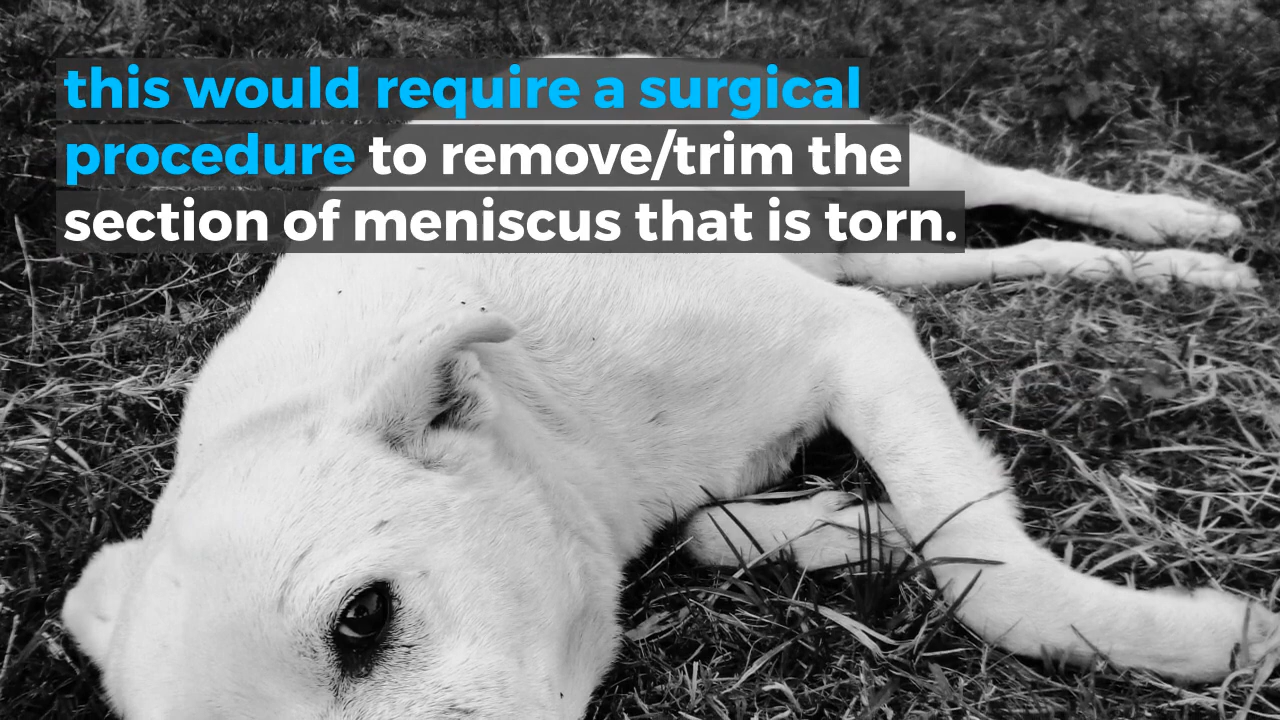 this would require a surgical
procedure to remove/trim the
section of meniscus that is torn.